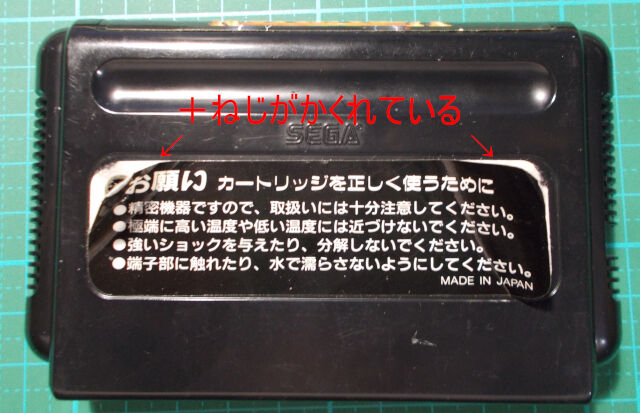 ＋ねじがかくれている
SEGA
お願い カートリッジを正しく使うために
●精密機器ですので、取扱いには十分注意してください。
●極端に高い温度や低い温度には近づけないでください。
●強いショックを与えたり、分解しないでください。
●端子部に触れたり、水で濡らさないようにしてください。
MADE IN JAPAN